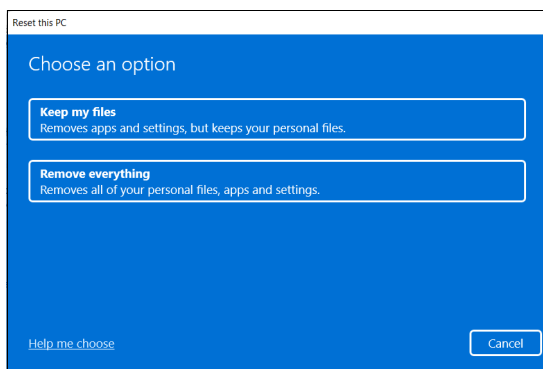 Reset this PC
Choose an option
Keep my files
Removes apps and settings, but keeps your personal files.
Remove everything
Removes all of your personal files, apps and settings.
Help me choose
Cancel